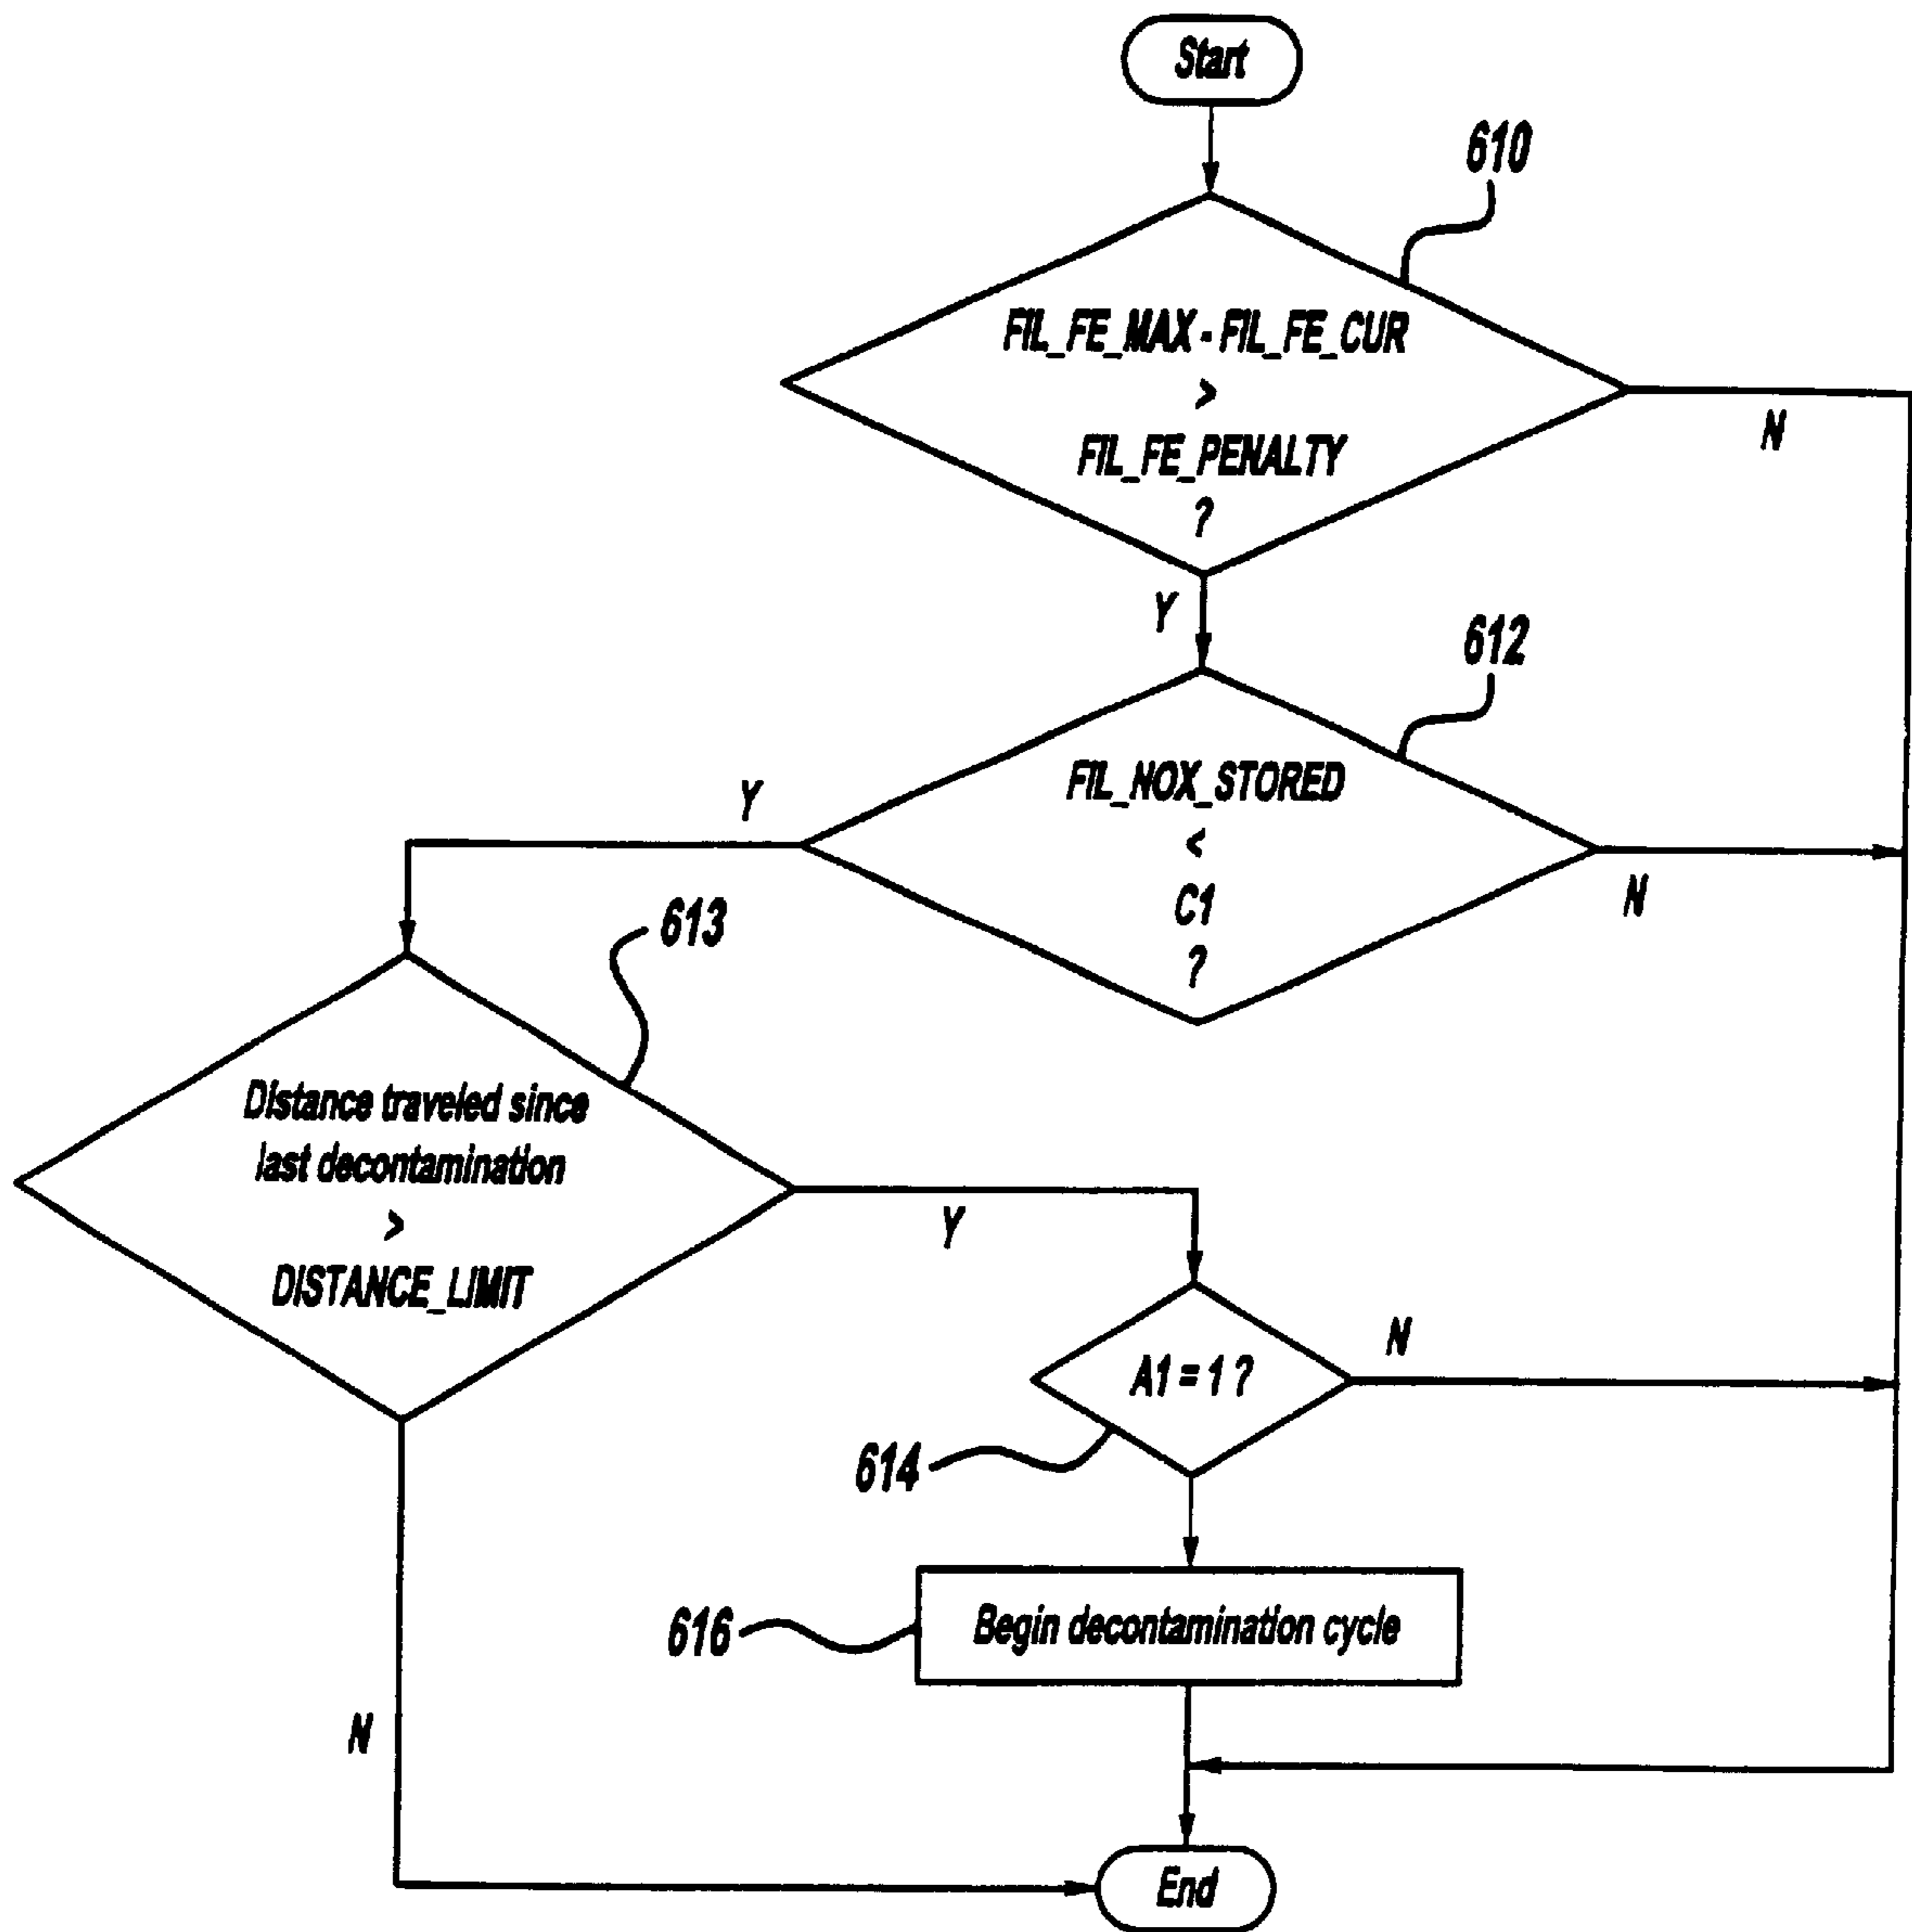 Start
610
FIL_FE_MAX - FIL_FE_CUR
>
FIL_FE_PENALTY
?
N
Y
612
FIL_NOX_STORED
<
C1
?
Y
N
613
Distance traveled since
last decontamination
>
DISTANCE_LIMIT
Y
N
A1 = 1 ?
614
616
Begin decontamination cycle
N
End